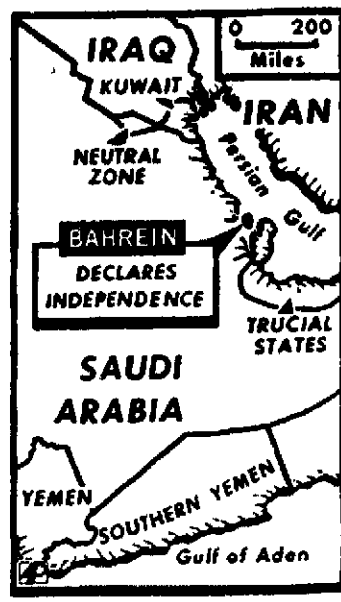 0 200
Miles
IRAQ
KUWAIT
IRAN
NEUTRAL
ZONE
Persian
Gulf
BAHREIN
DECLARES
INDEPENDENCE
TRUCIAL
STATES
SAUDI
ARABIA
YEMEN
SOUTHERN YEMEN
Gulf of Aden